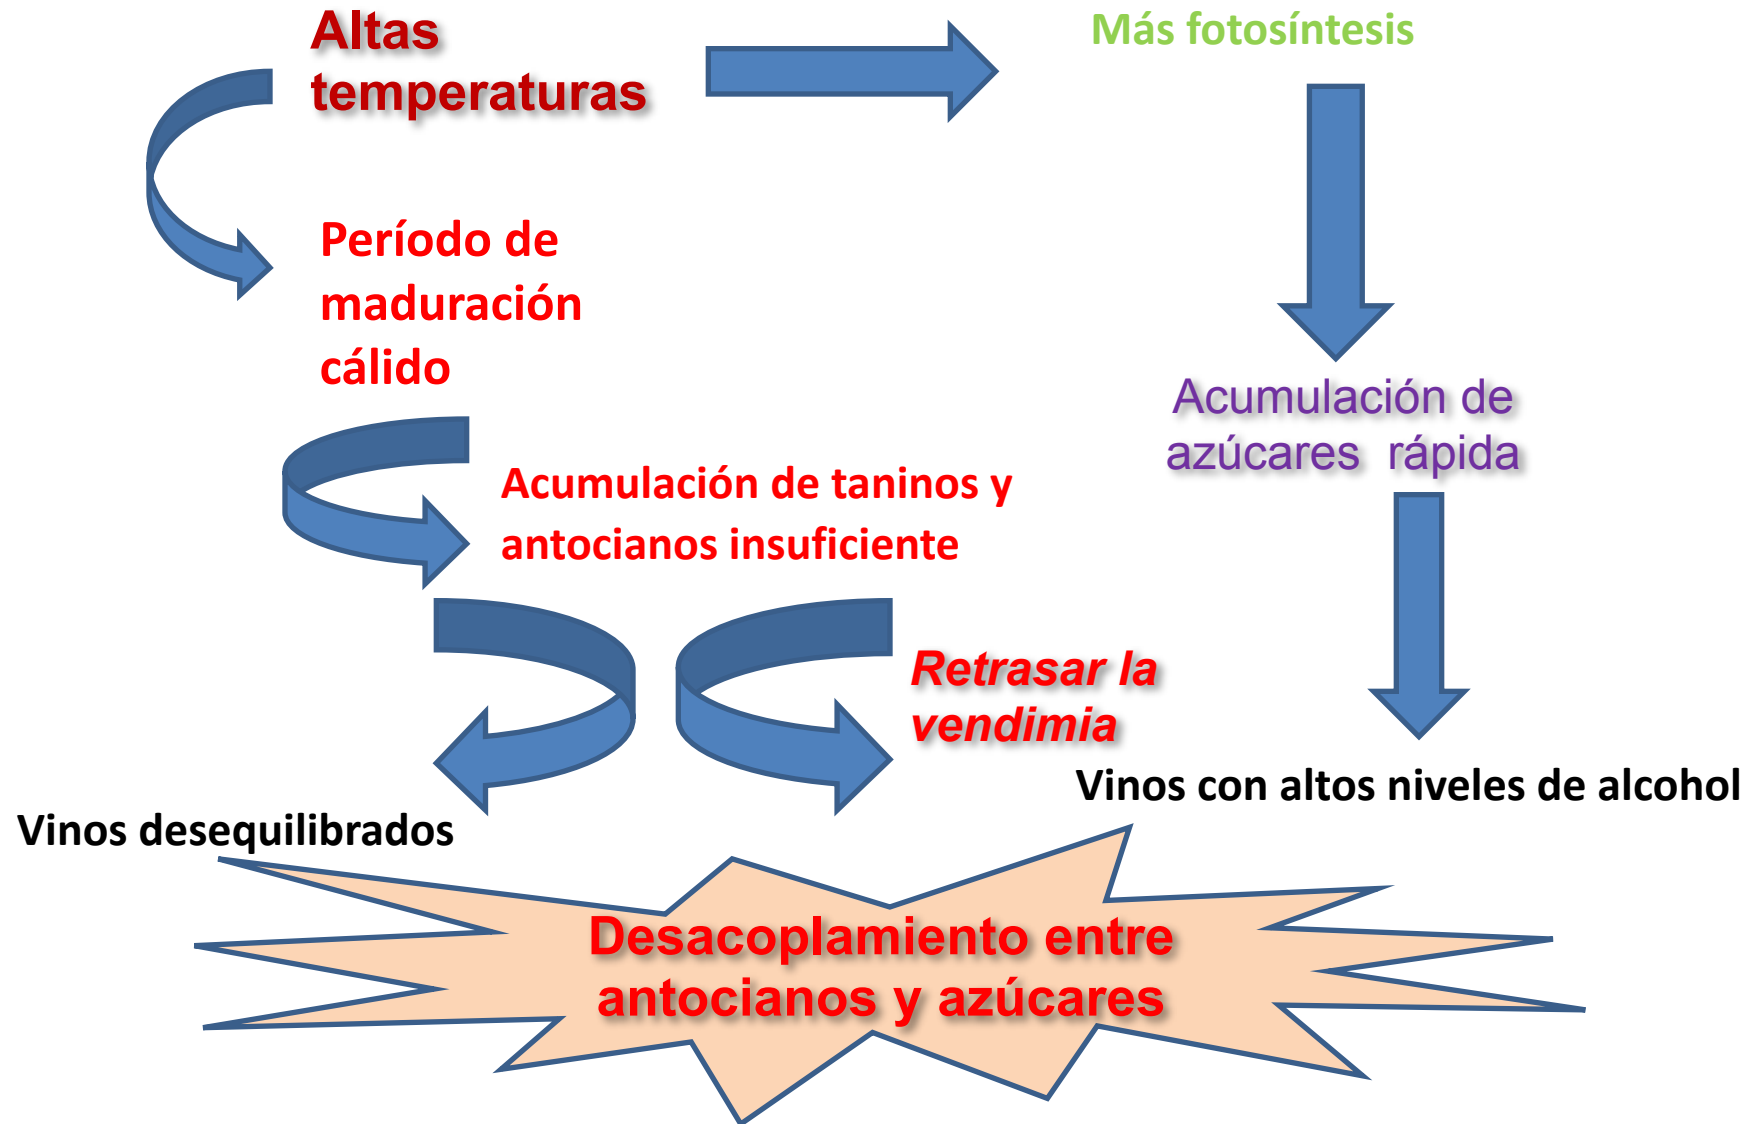 Altas
temperaturas
Más fotosíntesis
Período de
maduración
cálido
Acumulación de
azúcares rápida
Acumulación de taninos y
antocianos insuficiente
Retrasar la
vendimia
Vinos con altos niveles de alcohol
Vinos desequilibrados
Desacoplamiento entre
antocianos y azúcares